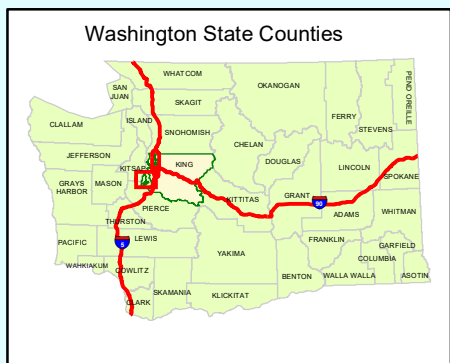 Washington State Counties
WHATCOM
SAN
JUAN
SKAGIT
ISLAND
SNOHOMISH
CLALLAM
JEFFERSON
KITSAP
KING
GRAYS
HARBOR
MASON
PIERCE
THURSTON
PACIFIC
LEWIS
WAHKIAKUM
COWLITZ
CLARK
SKAMANIA
OKANOGAN
CHELAN
DOUGLAS
KITTITAS
GRANT
YAKIMA
KLICKITAT
FERRY
STEVENS
PEND OREILLE
LINCOLN
SPOKANE
ADAMS
WHITMAN
FRANKLIN
BENTON
WALLA WALLA
COLUMBIA
GARFIELD
ASOTIN
90
5